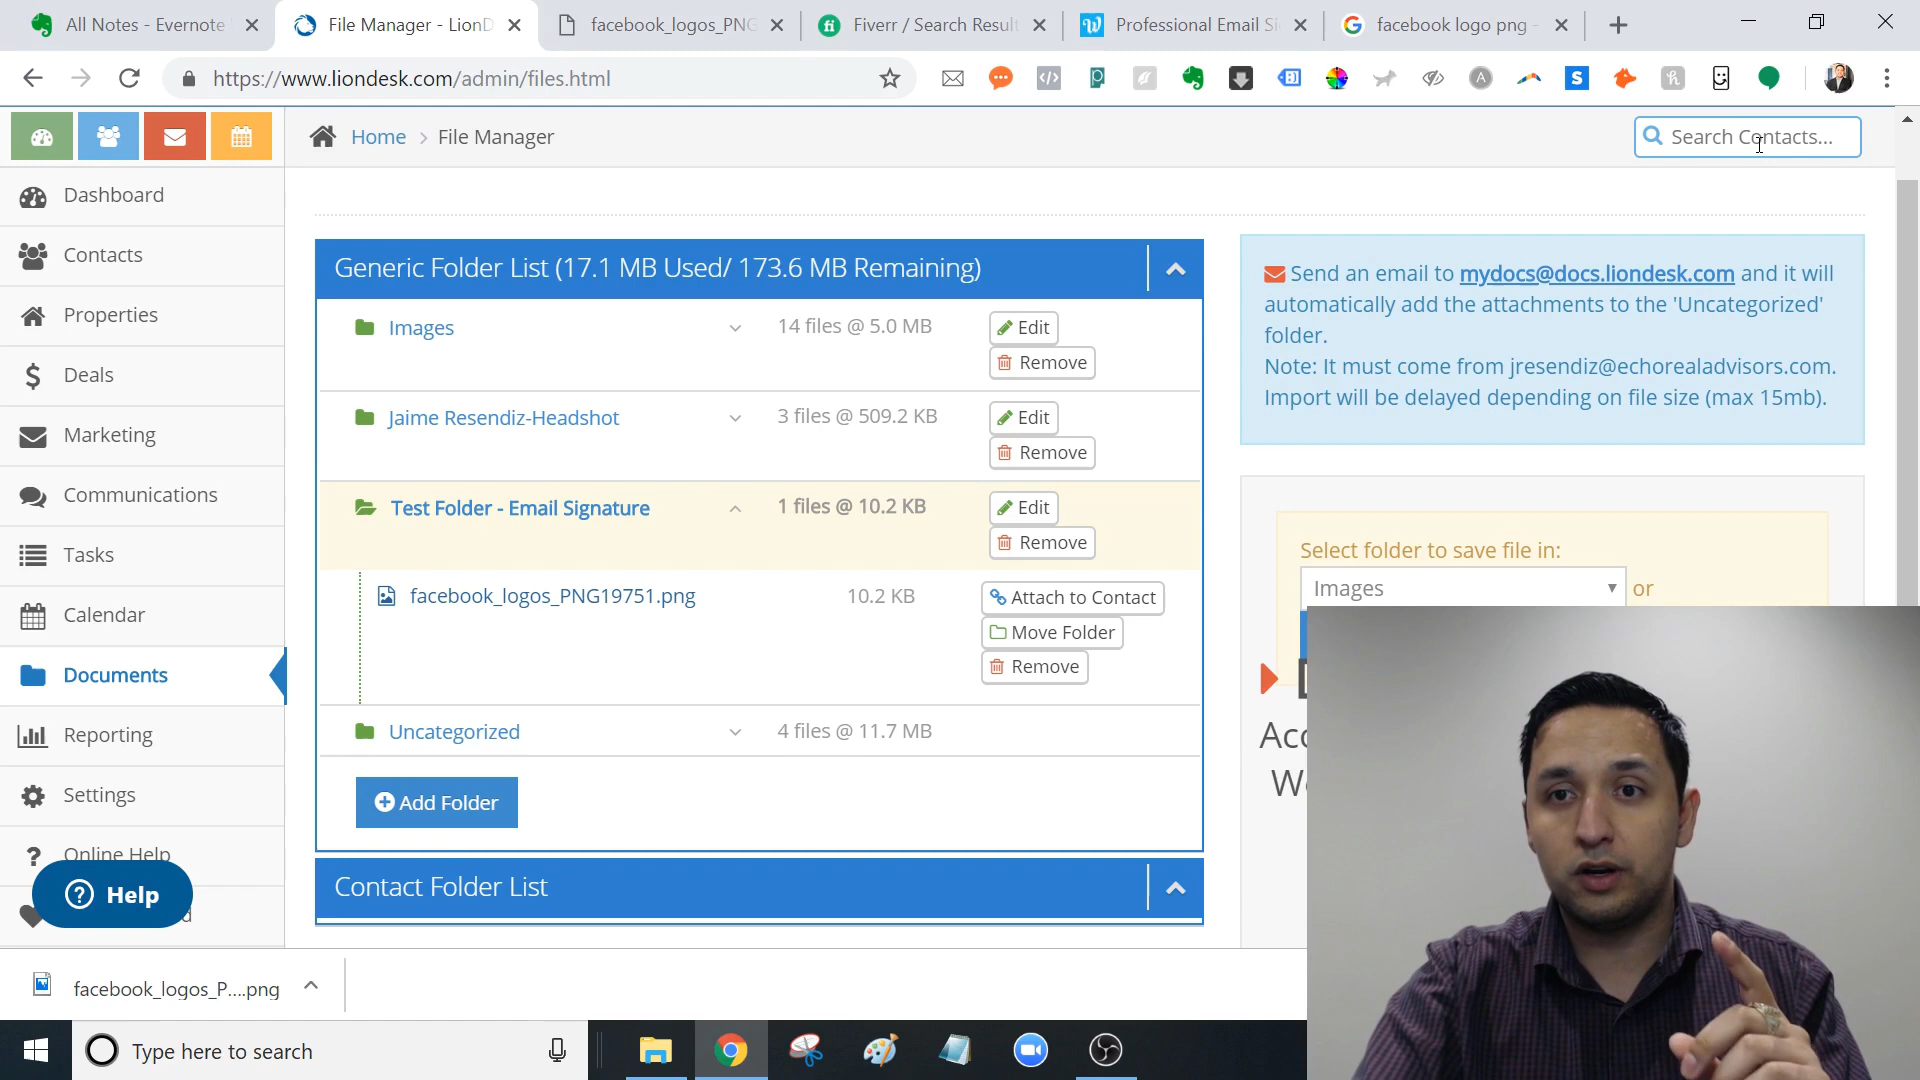 All Notes - Evernote
File Manager - LionD
facebook_logos_PNG
Fiverr / Search Result
Professional Email Si
facebook logo png -
https://www.liondesk.com/admin/files.html
Home > File Manager
Search Contacts...
Dashboard
Contacts
Properties
Deals
Marketing
Communications
Tasks
Calendar
Documents
Reporting
Settings
Online Help
Help
Generic Folder List (17.1 MB Used/ 173.6 MB Remaining)
Images 14 files @ 5.0 MB Edit
Remove
Jaime Resendiz-Headshot 3 files @ 509.2 KB Edit
Remove
Test Folder - Email Signature 1 files @ 10.2 KB Edit
Remove
facebook_logos_PNG19751.png 10.2 KB Attach to Contact
Move Folder
Remove
Uncategorized 4 files @ 11.7 MB
Add Folder
Contact Folder List
Send an email to mydocs@docs.liondesk.com and it will
automatically add the attachments to the 'Uncategorized'
folder.
Note: It must come from jresendiz@echorealadvisors.com.
Import will be delayed depending on file size (max 15mb).
Select folder to save file in:
Images or
facebook_logos_P....png
Type here to search